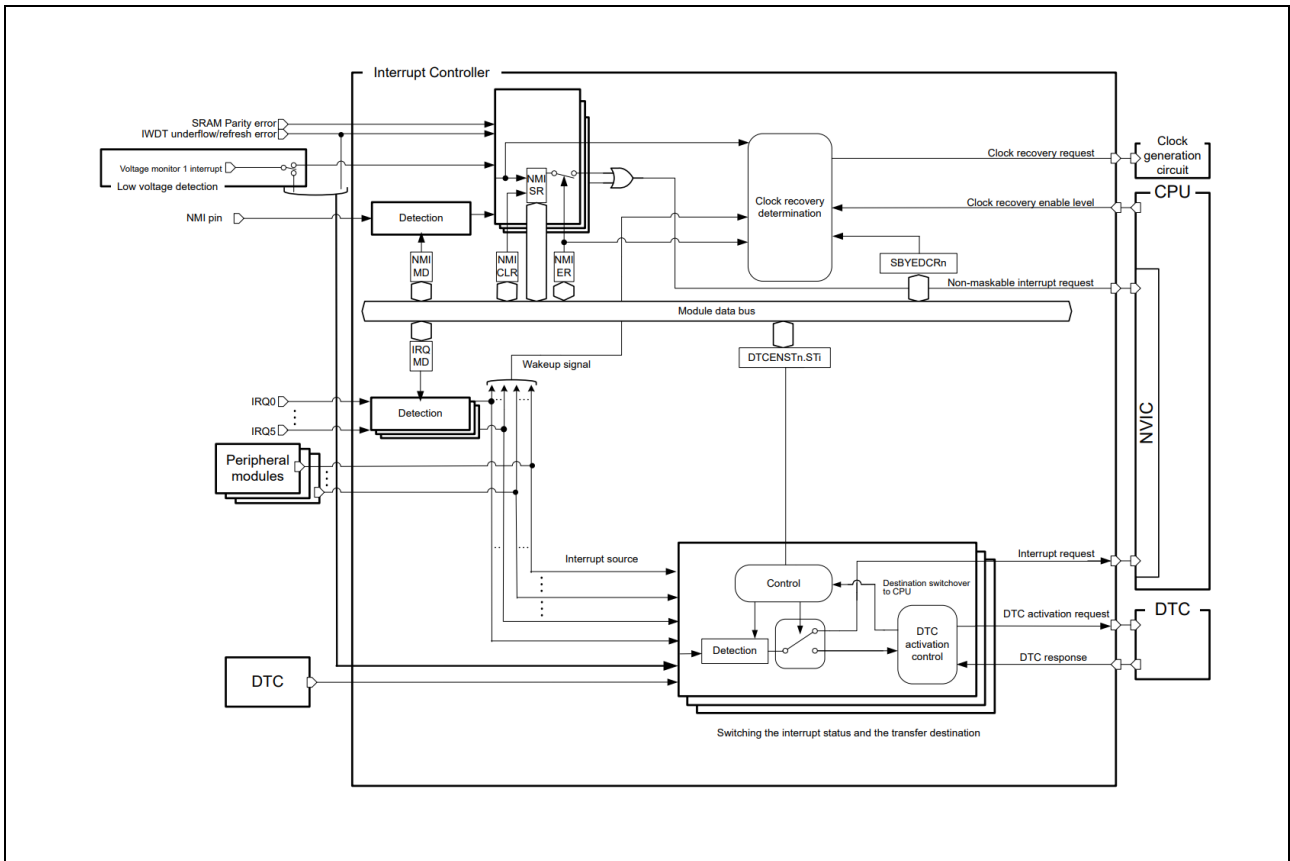 Interrupt Controller
SRAM Parity error
IWDT underflow/refresh error
Voltage monitor 1 interrupt
Low voltage detection
NMI pin
Detection
NMI
SR
NMI
MD
NMI
CLR
NMI
ER
Clock recovery
determination
Clock recovery request
Clock
generation
circuit
Clock recovery enable level
CPU
SBYEDCRn
Non-maskable interrupt request
Module data bus
IRQ
MD
Wakeup signal
DTCENSTn.STi
IRQ0
IRQ5
Detection
NVIC
Peripheral
modules
Interrupt source
Interrupt request
Control
Destination switchover
to CPU
DTC
DTC activation request
Detection
DTC
activation
control
DTC response
DTC
Switching the interrupt status and the transfer destination